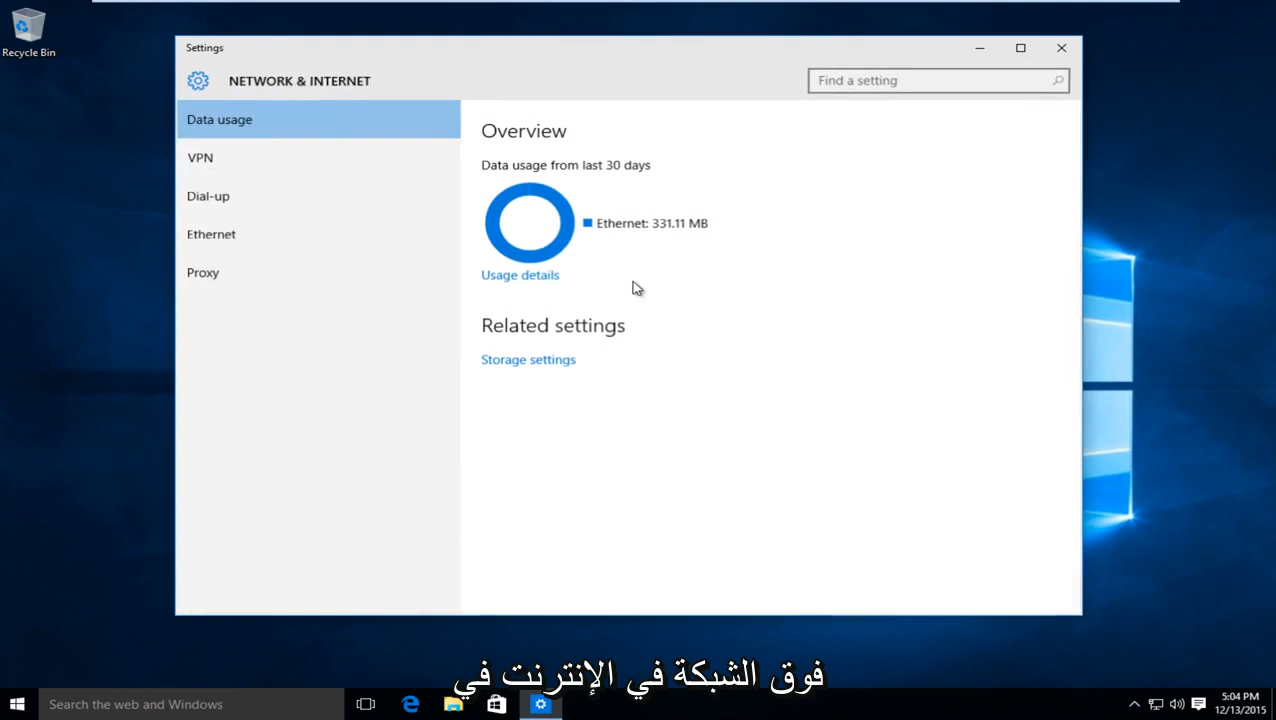 Recycle Bin
Settings
NETWORK & INTERNET
Find a setting
Data usage
VPN
Dial-up
Ethernet
Proxy
Overview
Data usage from last 30 days
Ethernet: 331.11 MB
Usage details
Related settings
Storage settings
فوق الشبكة في الإنترنت في
Search the web and Windows
5:04 PM
12/13/2015